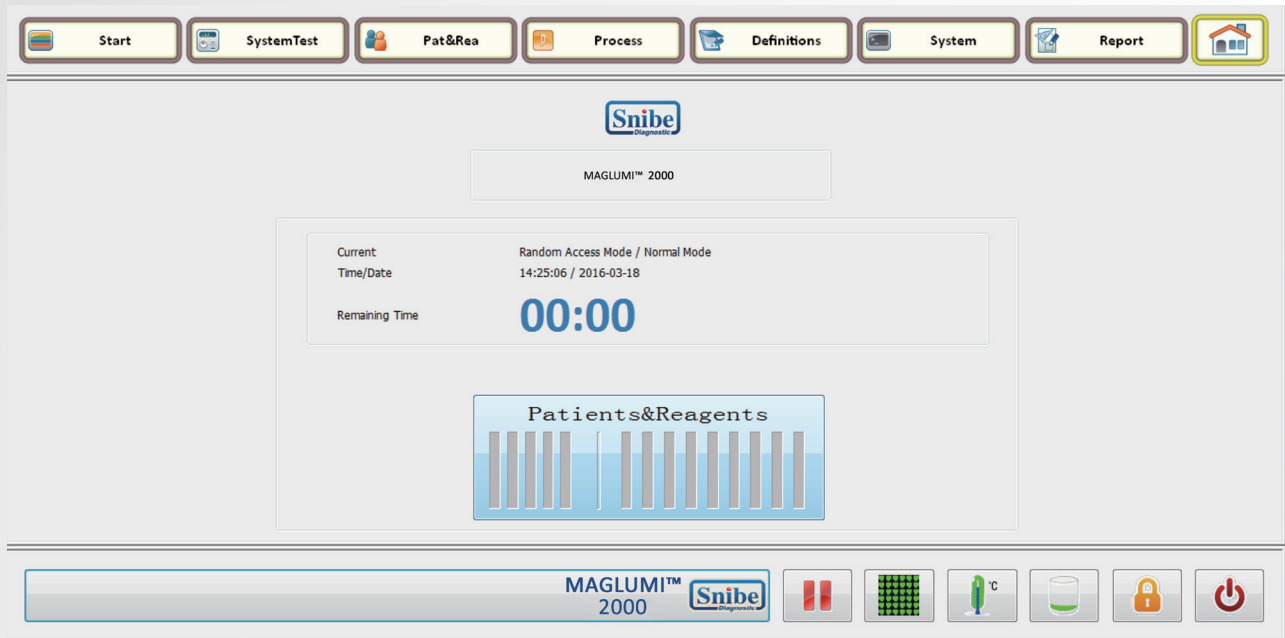 Start SystemTest Pat&Rea Process Definitions System Report
Snibe
Diagnostic
MAGLUMI™ 2000
Current Random Access Mode / Normal Mode
Time/Date 14:25:06 / 2016-03-18
Remaining Time 00:00
Patients&Reagents
MAGLUMI™
2000
Snibe
Diagnostic
°C